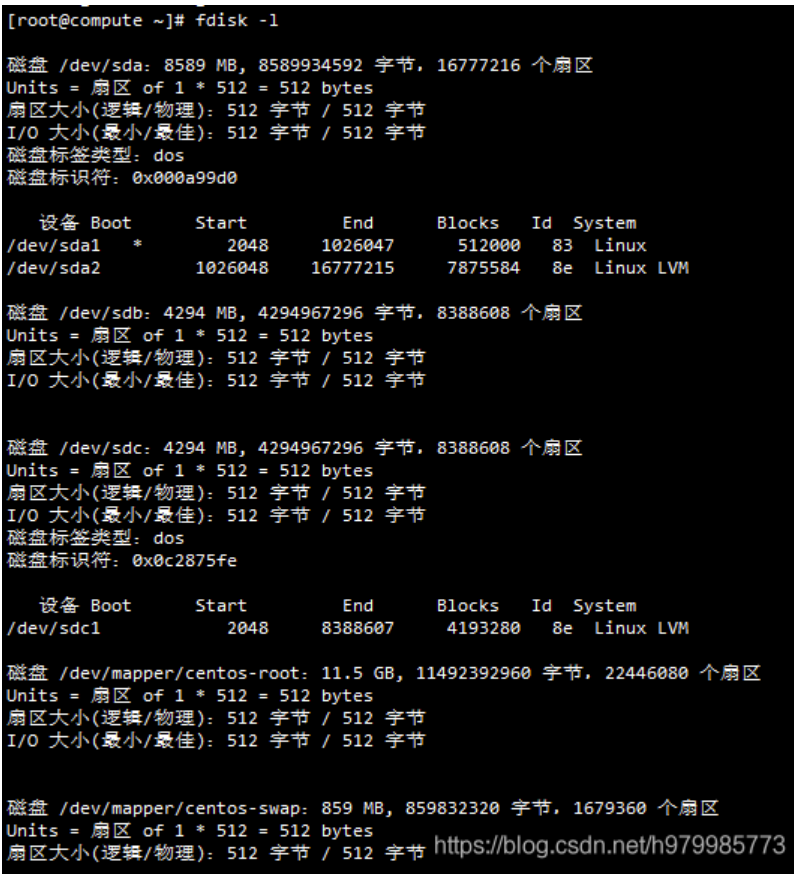 [root@compute ~]# fdisk -l
磁盘 /dev/sda：8589 MB, 8589934592 字节，16777216 个扇区
Units = 扇区 of 1 * 512 = 512 bytes
扇区大小(逻辑/物理)：512 字节 / 512 字节
I/O 大小(最小/最佳)：512 字节 / 512 字节
磁盘标签类型：dos
磁盘标识符：0x000a99d0
设备 Boot      Start         End      Blocks   Id  System
/dev/sda1   *        2048     1026047      512000   83  Linux
/dev/sda2         1026048    16777215     7875584   8e  Linux LVM
磁盘 /dev/sdb：4294 MB, 4294967296 字节，8388608 个扇区
Units = 扇区 of 1 * 512 = 512 bytes
扇区大小(逻辑/物理)：512 字节 / 512 字节
I/O 大小(最小/最佳)：512 字节 / 512 字节
磁盘 /dev/sdc：4294 MB, 4294967296 字节，8388608 个扇区
Units = 扇区 of 1 * 512 = 512 bytes
扇区大小(逻辑/物理)：512 字节 / 512 字节
I/O 大小(最小/最佳)：512 字节 / 512 字节
磁盘标签类型：dos
磁盘标识符：0x0c2875fe
设备 Boot      Start         End      Blocks   Id  System
/dev/sdc1            2048     8388607     4193280   8e  Linux LVM
磁盘 /dev/mapper/centos-root：11.5 GB, 11492392960 字节，22446080 个扇区
Units = 扇区 of 1 * 512 = 512 bytes
扇区大小(逻辑/物理)：512 字节 / 512 字节
I/O 大小(最小/最佳)：512 字节 / 512 字节
磁盘 /dev/mapper/centos-swap：859 MB, 859832320 字节，1679360 个扇区
Units = 扇区 of 1 * 512 = 512 bytes
扇区大小(逻辑/物理)：512 字节 / 512 字节
https://blog.csdn.net/h979985773